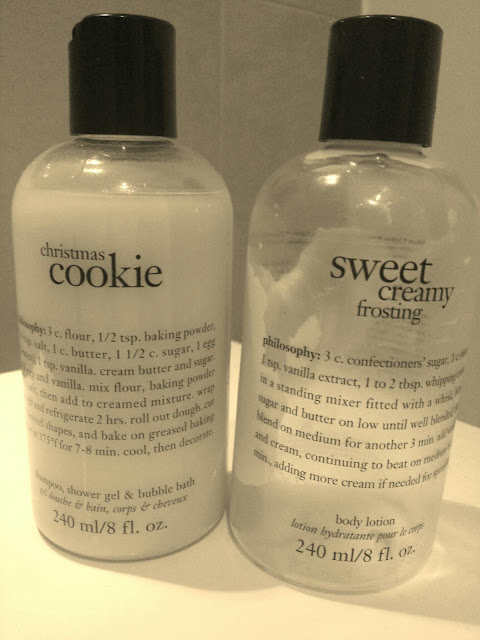 christmas
cookie
philosophy: 3 c. flour, 1/2 tsp. baking powder,
tsp. salt, 1 c. butter, 1 1/2 c. sugar, 1 egg
1 tsp. vanilla. cream butter and sugar.
and vanilla. mix flour, baking powder
then add to creamed mixture. wrap
and refrigerate 2 hrs. roll out dough. cut
shapes, and bake on greased baking
375°f for 7-8 min. cool, then decorate.
shampoo, shower gel & bubble bath
gel douche & bain, corps & cheveux
240 ml/8 fl. oz.
sweet
creamy
frosting
philosophy: 3 c. confectioners' sugar, 1 c.
1 tsp. vanilla extract, 1 to 2 tbsp. whipping
in a standing mixer fitted with a whisk,
sugar and butter on low until well blended
blend on medium for another 3 min. add
and cream, continuing to beat on medium
min., adding more cream if needed for
body lotion
lotion hydratante pour le corps
240 ml/8 fl. oz.